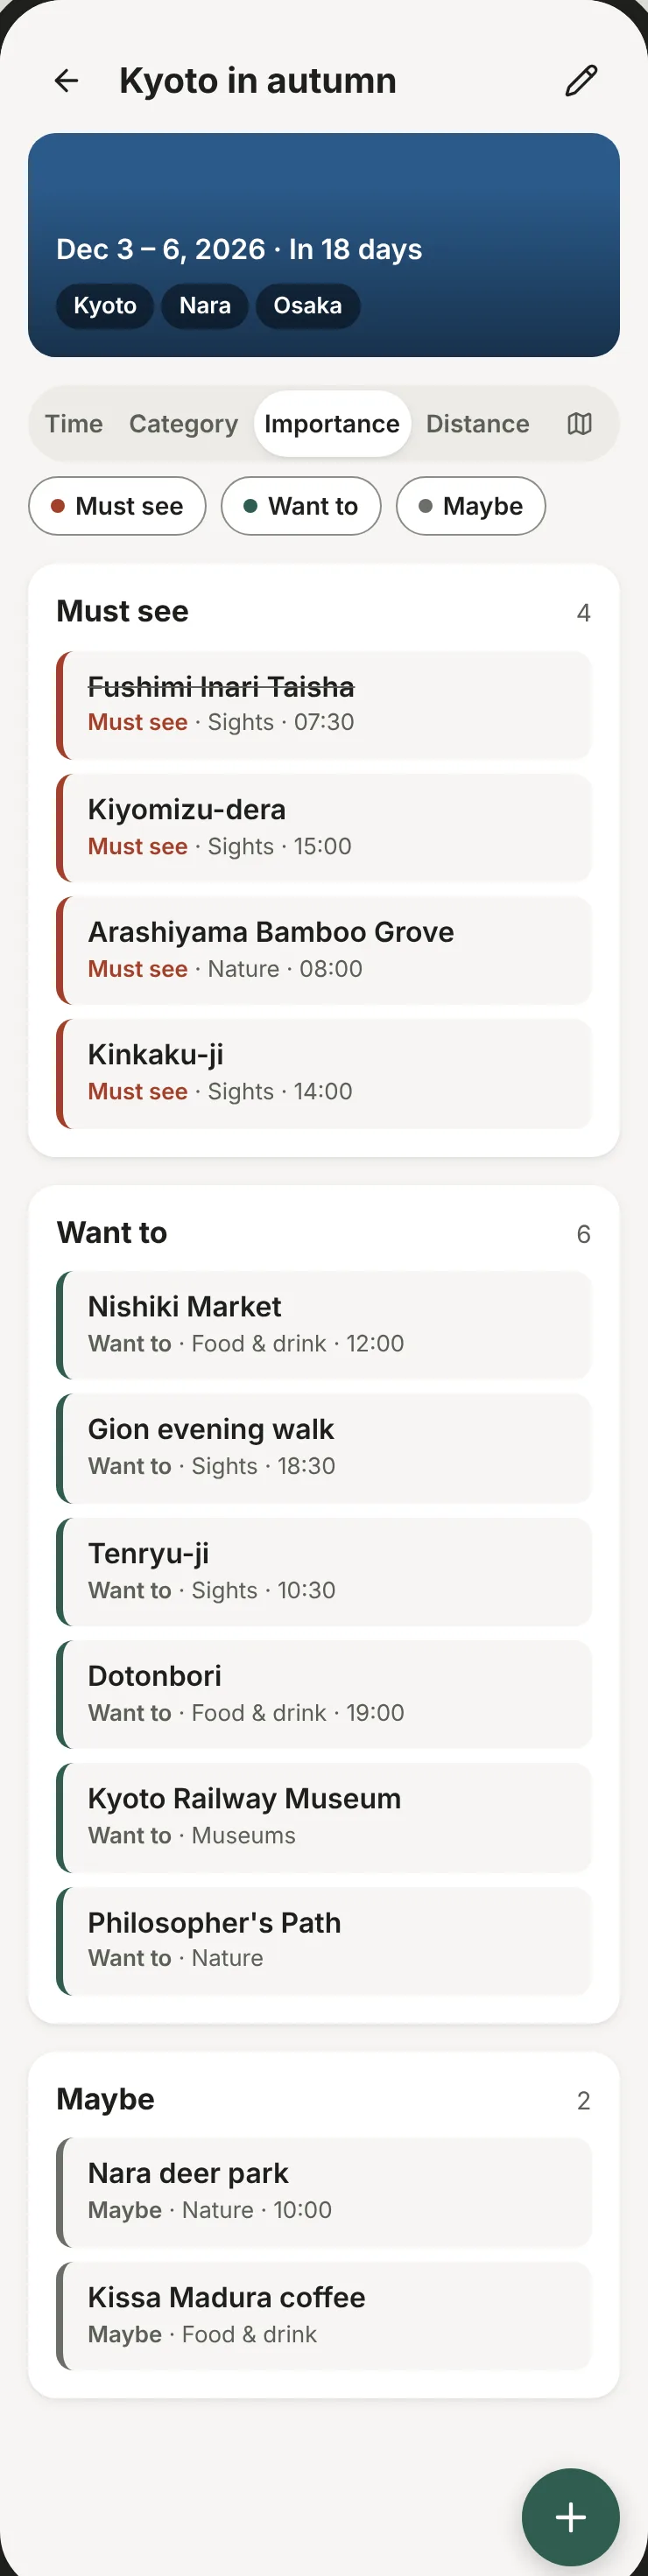 Kyoto in autumn
Dec 3 – 6, 2026 · In 18 days
Kyoto Nara Osaka
Time Category Importance Distance
Must see Want to Maybe
Must see 4
Fushimi Inari Taisha
Must see · Sights · 07:30
Kiyomizu-dera
Must see · Sights · 15:00
Arashiyama Bamboo Grove
Must see · Nature · 08:00
Kinkaku-ji
Must see · Sights · 14:00
Want to 6
Nishiki Market
Want to · Food & drink · 12:00
Gion evening walk
Want to · Sights · 18:30
Tenryu-ji
Want to · Sights · 10:30
Dotonbori
Want to · Food & drink · 19:00
Kyoto Railway Museum
Want to · Museums
Philosopher's Path
Want to · Nature
Maybe 2
Nara deer park
Maybe · Nature · 10:00
Kissa Madura coffee
Maybe · Food & drink